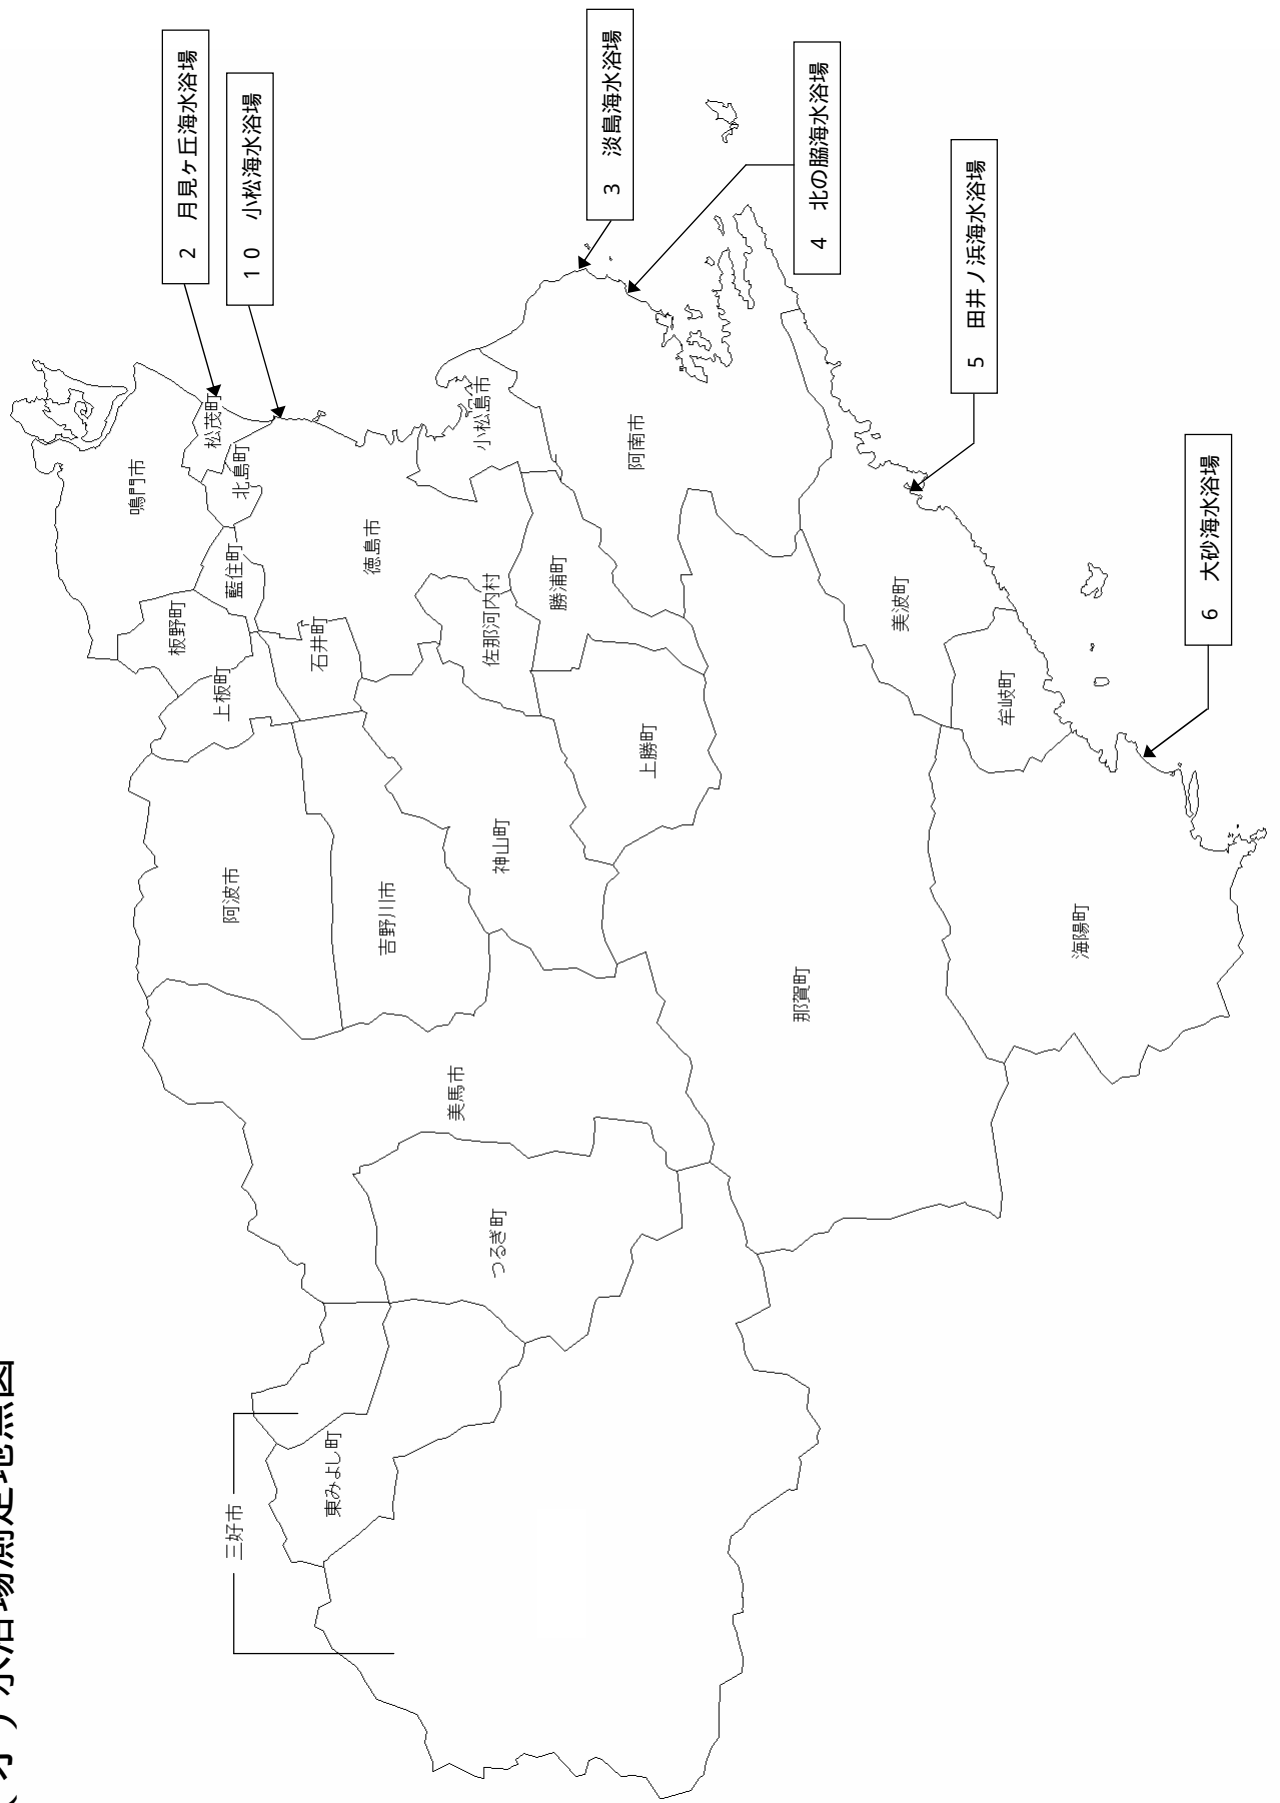 水浴場測定地点図
鳴門市
2　月見ヶ丘海水浴場
板野町
松茂町
三好市
上板町
阿波市
藍住町
北島町
10　小松海水浴場
東みよし町
石井町
吉野川市
徳島市
美馬市
小松島市
つるぎ町
神山町
佐那河内村
勝浦町
3　淡島海水浴場
阿南市
上勝町
那賀町
4　北の脇海水浴場
美波町
5　田井ノ浜海水浴場
牟岐町
海陽町
6　大砂海水浴場